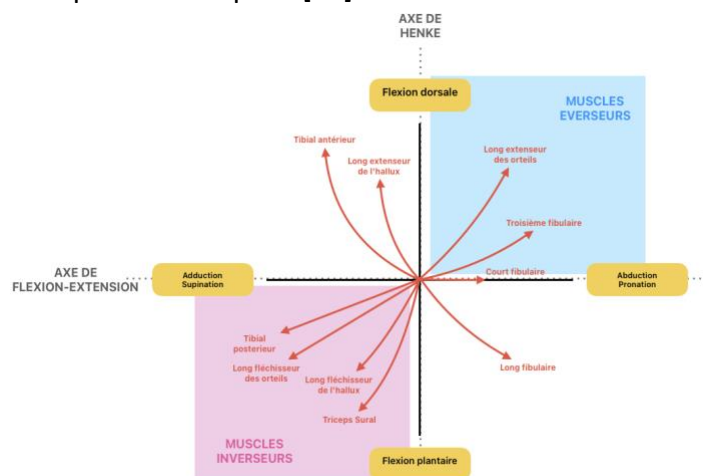 AXE DE
HENKE
Flexion dorsale
MUSCLES
EVERSEURS
Tibial antérieur
Long extenseur
de l'hallux
Long extenseur
des orteils
Troisième fibulaire
AXE DE
FLEXION-EXTENSION
Adduction
Supination
Court fibulaire
Abduction
Pronation
Tibial
posterieur
Long fléchisseur
des orteils
Long fléchisseur
de l'hallux
Long fibulaire
Triceps Sural
MUSCLES
INVERSEURS
Flexion plantaire